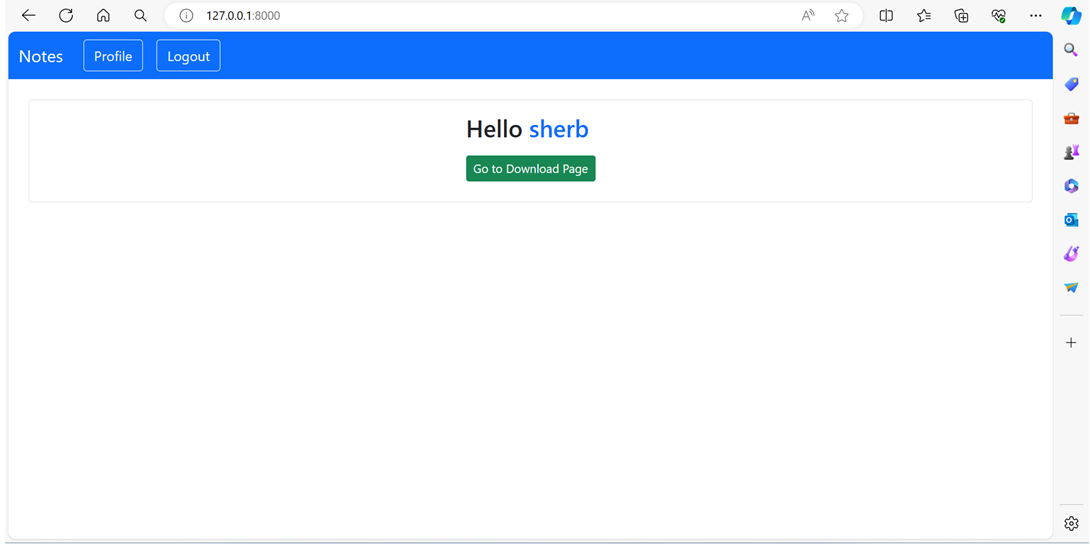 127.0.0.1:8000
Notes Profile Logout
Hello sherb
Go to Download Page